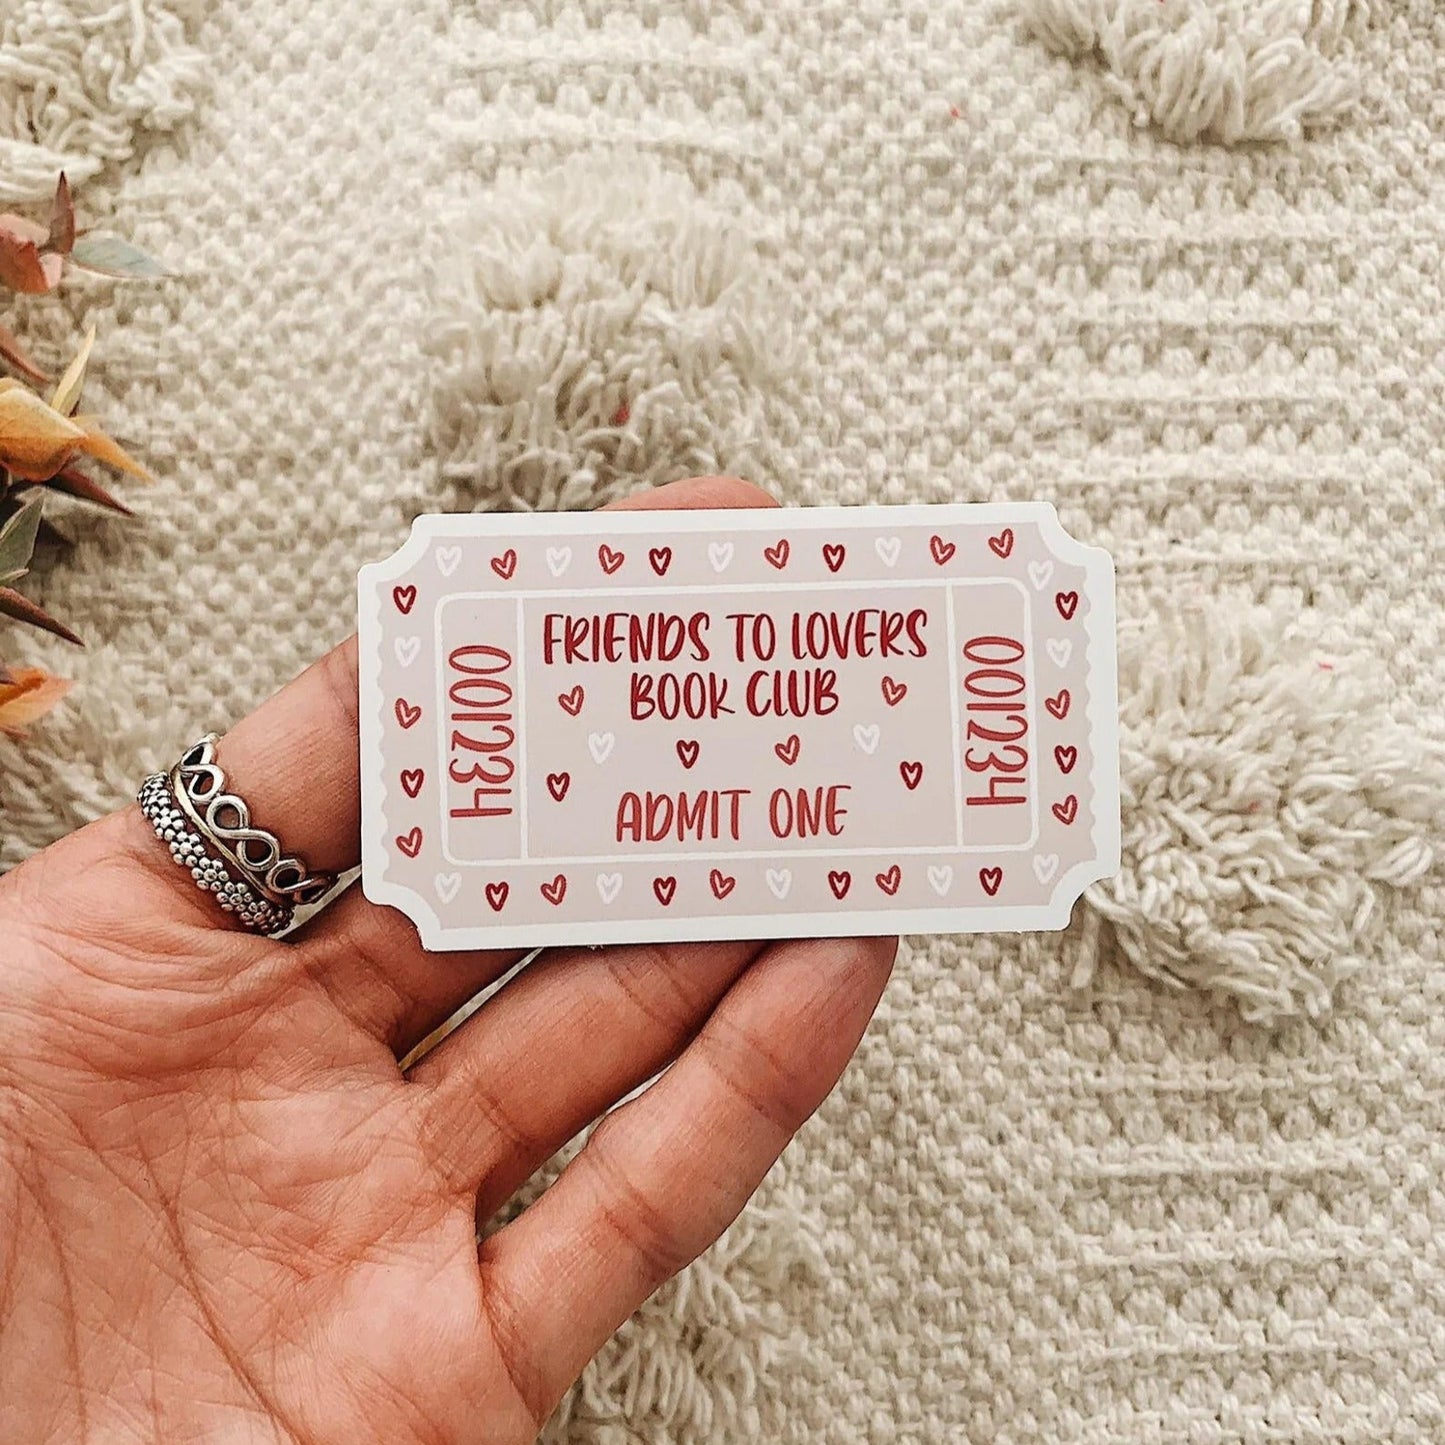 001234
FRIENDS TO LOVERS
BOOK CLUB
ADMIT ONE
001234